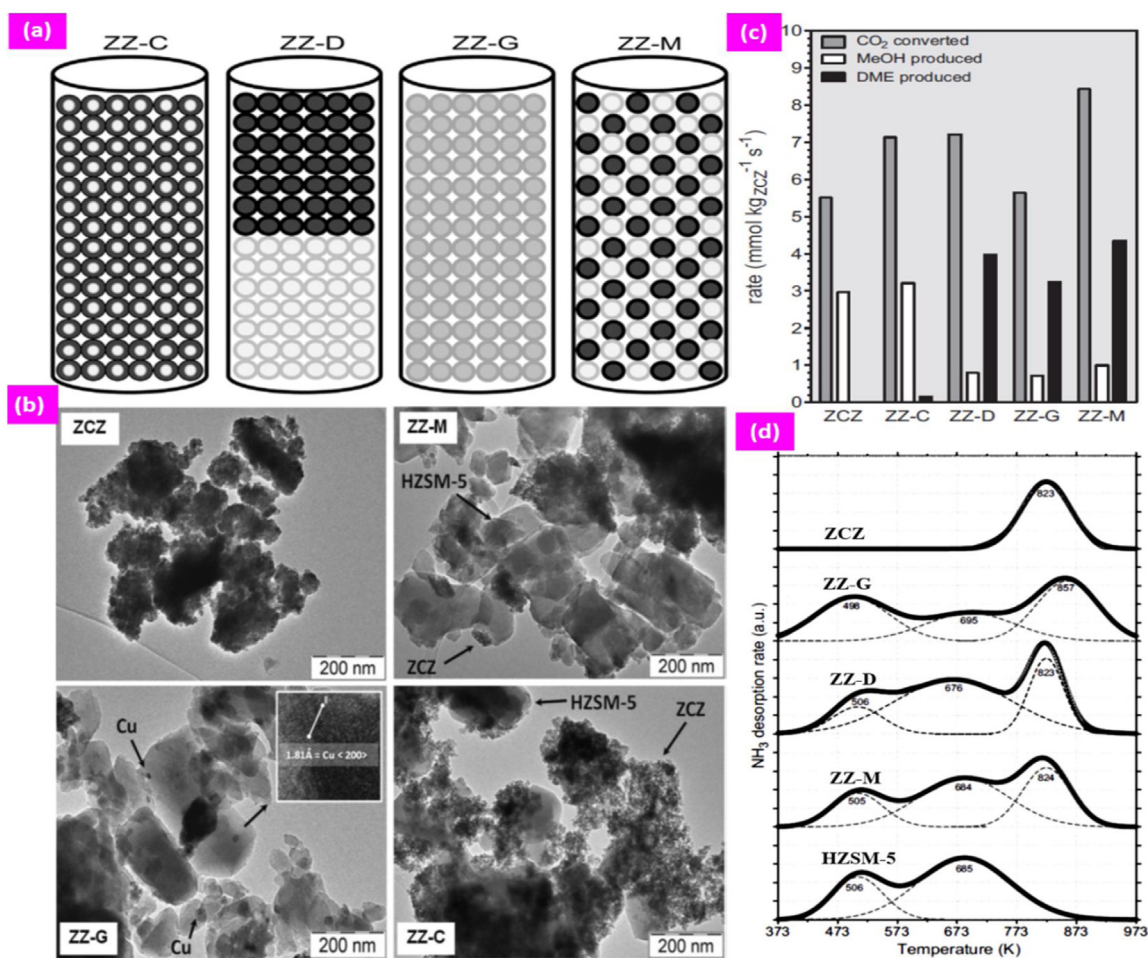 (a)
ZZ-C ZZ-D ZZ-G ZZ-M
(b)
ZCZ
200 nm
ZZ-M
HZSM-5
ZCZ
200 nm
Cu
1.81Å = Cu < 200>
Cu
ZZ-G
200 nm
HZSM-5
ZCZ
ZZ-C
200 nm
(c)
CO₂ converted
MeOH produced
DME produced
rate (mmol kg_ZCZ⁻¹ s⁻¹)
10
9
8
7
6
5
4
3
2
1
0
ZCZ ZZ-C ZZ-D ZZ-G ZZ-M
(d)
NH₃ desorption rate (a.u.)
ZCZ
823
ZZ-G
498 695 857
ZZ-D
506 676 823
ZZ-M
505 684 824
HZSM-5
506 685
373 473 573 673 773 873 973
Temperature (K)